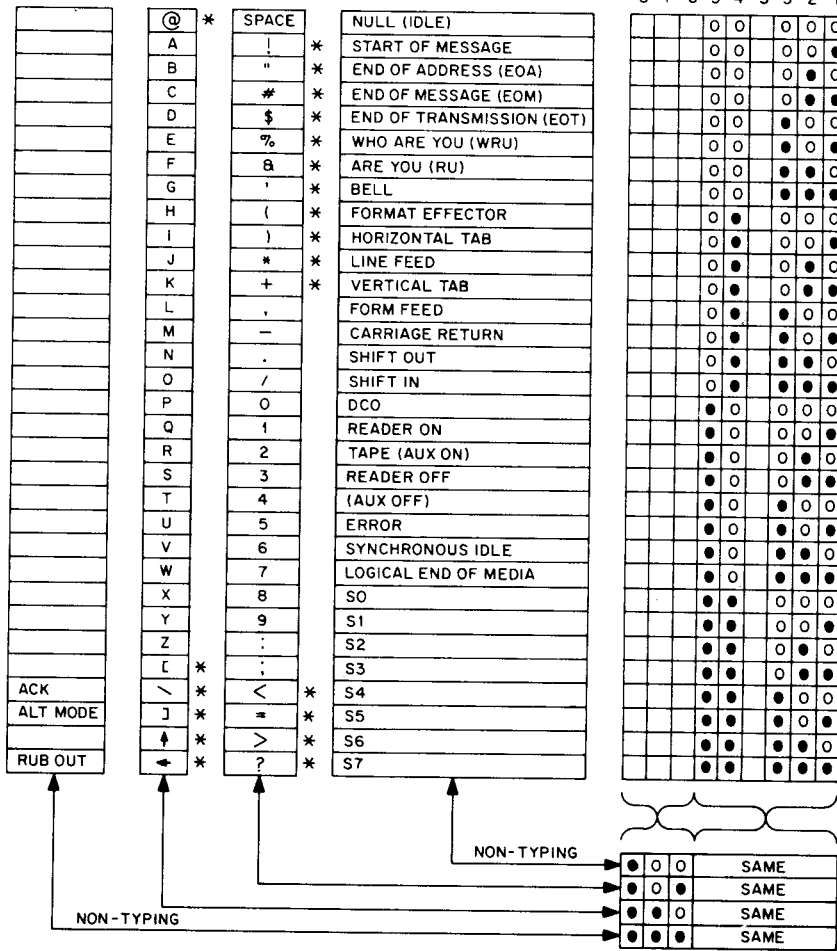 @ * SPACE NULL (IDLE) O O O O O
A ! * START OF MESSAGE O O O O ●
B " * END OF ADDRESS (EOA) O O O ● O
C # * END OF MESSAGE (EOM) O O O ● ●
D $ * END OF TRANSMISSION (EOT) O O ● O O
E % * WHO ARE YOU (WRU) O O ● O ●
F & * ARE YOU (RU) O O ● ● O
G ' * BELL O O ● ● ●
H ( * FORMAT EFFECTOR O ● O O O
I ) * HORIZONTAL TAB O ● O O ●
J * * LINE FEED O ● O ● O
K + * VERTICAL TAB O ● O ● ●
L , FORM FEED O ● ● O O
M — CARRIAGE RETURN O ● ● O ●
N . SHIFT OUT O ● ● ● O
O / SHIFT IN O ● ● ● ●
P O DCO ● O O O O
Q 1 READER ON ● O O O ●
R 2 TAPE (AUX ON) ● O O ● O
S 3 READER OFF ● O O ● ●
T 4 (AUX OFF) ● O ● O O
U 5 ERROR ● O ● O ●
V 6 SYNCHRONOUS IDLE ● O ● ● O
W 7 LOGICAL END OF MEDIA ● O ● ● ●
X 8 S0 ● ● O O O
Y 9 S1 ● ● O O ●
Z : S2 ● ● O ● O
[ * ; S3 ● ● O ● ●
ACK \ * < * S4 ● ● ● O O
ALT MODE ] * = * S5 ● ● ● O ●
↑ * > * S6 ● ● ● ● O
RUB OUT ← * ? * S7 ● ● ● ● ●
NON-TYPING ● O O SAME
● O ● SAME
● ● O SAME
NON-TYPING ● ● ● SAME